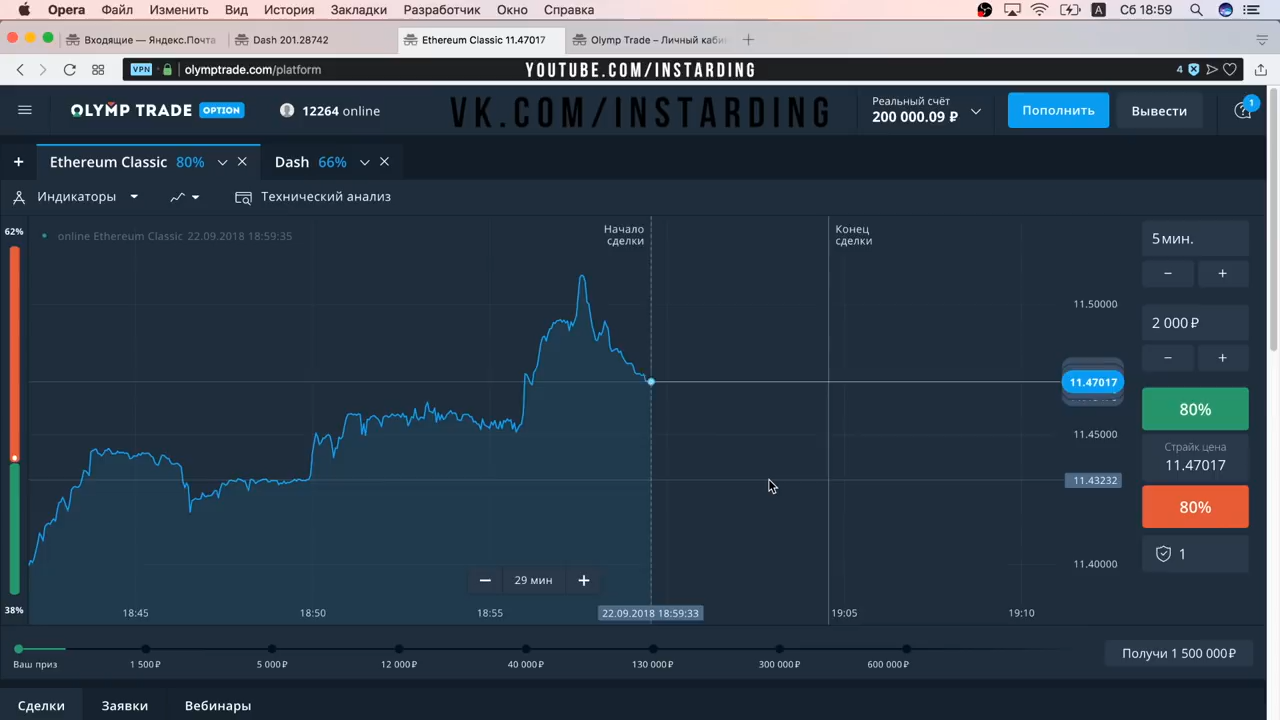 Opera Файл Изменить Вид История Закладки Разработчик Окно Справка
A Сб 18:59
Входящие — Яндекс.Почта
Dash 201.28742
Ethereum Classic 11.47017
Olymp Trade – Личный каби
VPN olymptrade.com/platform
YOUTUBE.COM/INSTARDING
4
OLYMP TRADE OPTION
12264 online
VK.COM/INSTARDING
Реальный счёт
200 000.09 ₽
Пополнить
Вывести
? 1
+ Ethereum Classic 80%
Dash 66%
Индикаторы
Технический анализ
62%
online Ethereum Classic 22.09.2018 18:59:35
Начало
сделки
Конец
сделки
5 мин.
− +
11.50000
2 000 ₽
− +
11.47017
80%
11.45000
Страйк цена
11.47017
11.43232
80%
11.40000
1
− 29 мин +
38%
18:45
18:50
18:55
22.09.2018 18:59:33
19:05
19:10
Ваш приз
1 500 ₽
5 000 ₽
12 000 ₽
40 000 ₽
130 000 ₽
300 000 ₽
600 000 ₽
Получи 1 500 000 ₽
Сделки
Заявки
Вебинары